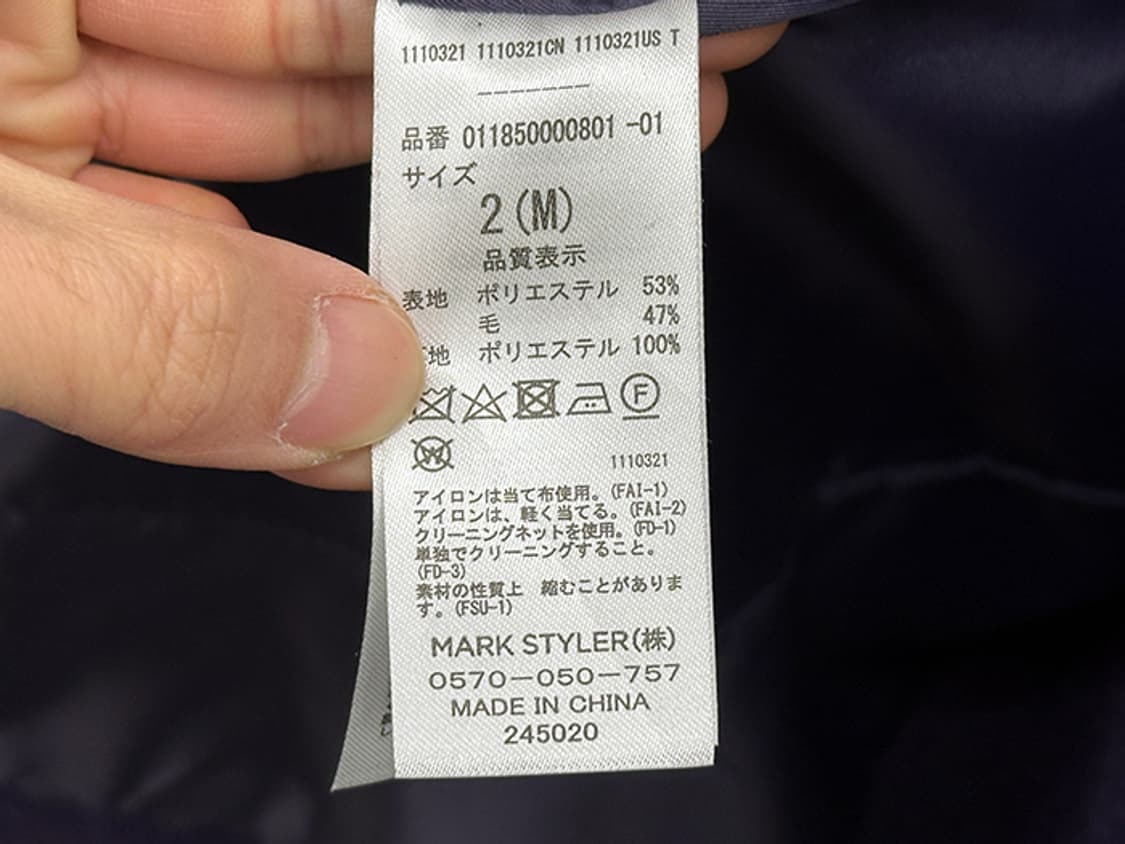 1110321 1110321CN 1110321US T
-------
品番 011850000801 -01
サイズ
2(M)
品質表示
表地 ポリエステル 53%
毛 47%
地 ポリエステル 100%
F
W
1110321
アイロンは当て布使用。(FAI-1)
アイロンは、軽く当てる。(FAI-2)
クリーニングネットを使用。(FD-1)
単独でクリーニングすること。
(FD-3)
素材の性質上 縮むことがありま
す。(FSU-1)
MARK STYLER(株)
0570-050-757
MADE IN CHINA
245020